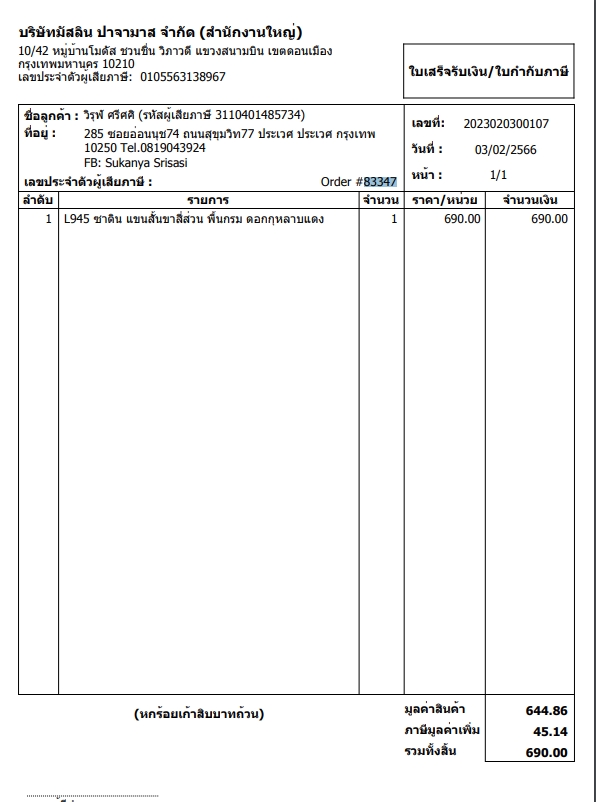 บริษัทมัสลิน ปาจามาส จำกัด (สำนักงานใหญ่)
10/42 หมู่บ้านโมดัส ชวนชื่น วิภาวดี แขวงสนามบิน เขตดอนเมือง
กรุงเทพมหานคร 10210
เลขประจำตัวผู้เสียภาษี: 0105563138967
ใบเสร็จรับเงิน/ใบกำกับภาษี
ชื่อลูกค้า : วิรุฬ ศรีศศิ (รหัสผู้เสียภาษี 3110401485734)
ที่อยู่ : 285 ซอยอ่อนนุช74 ถนนสุขุมวิท77 ประเวศ ประเวศ กรุงเทพ
10250 Tel.0819043924
FB: Sukanya Srisasi
เลขประจำตัวผู้เสียภาษี : Order #83347
เลขที่: 2023020300107
วันที่ : 03/02/2566
หน้า : 1/1
ลำดับ รายการ จำนวน ราคา/หน่วย จำนวนเงิน
1 L945 ซาติน แขนสั้นขาสี่ส่วน พื้นกรม ดอกกุหลาบแดง 1 690.00 690.00
(หกร้อยเก้าสิบบาทถ้วน)
มูลค่าสินค้า 644.86
ภาษีมูลค่าเพิ่ม 45.14
รวมทั้งสิ้น 690.00